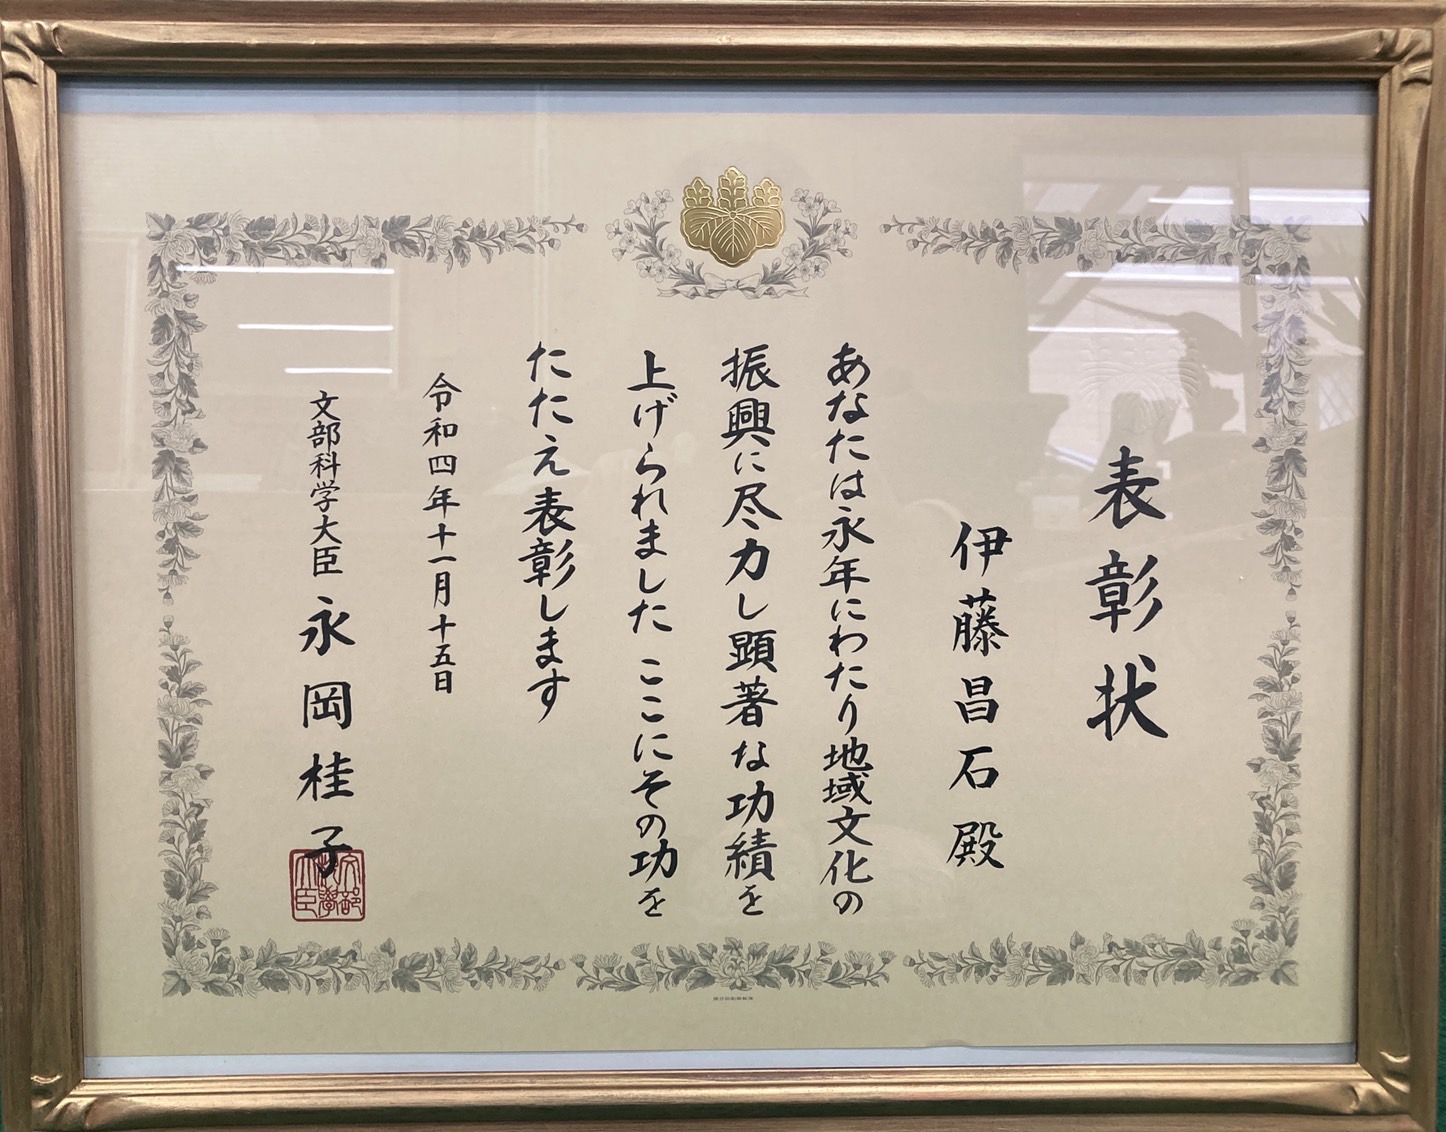 表彰状
伊藤昌石殿
あなたは永年にわたり地域文化の
振興に尽力し顕著な功績を
上げられました ここにその功を
たたえ表彰します
令和四年十一月十五日
文部科学大臣 永岡桂子